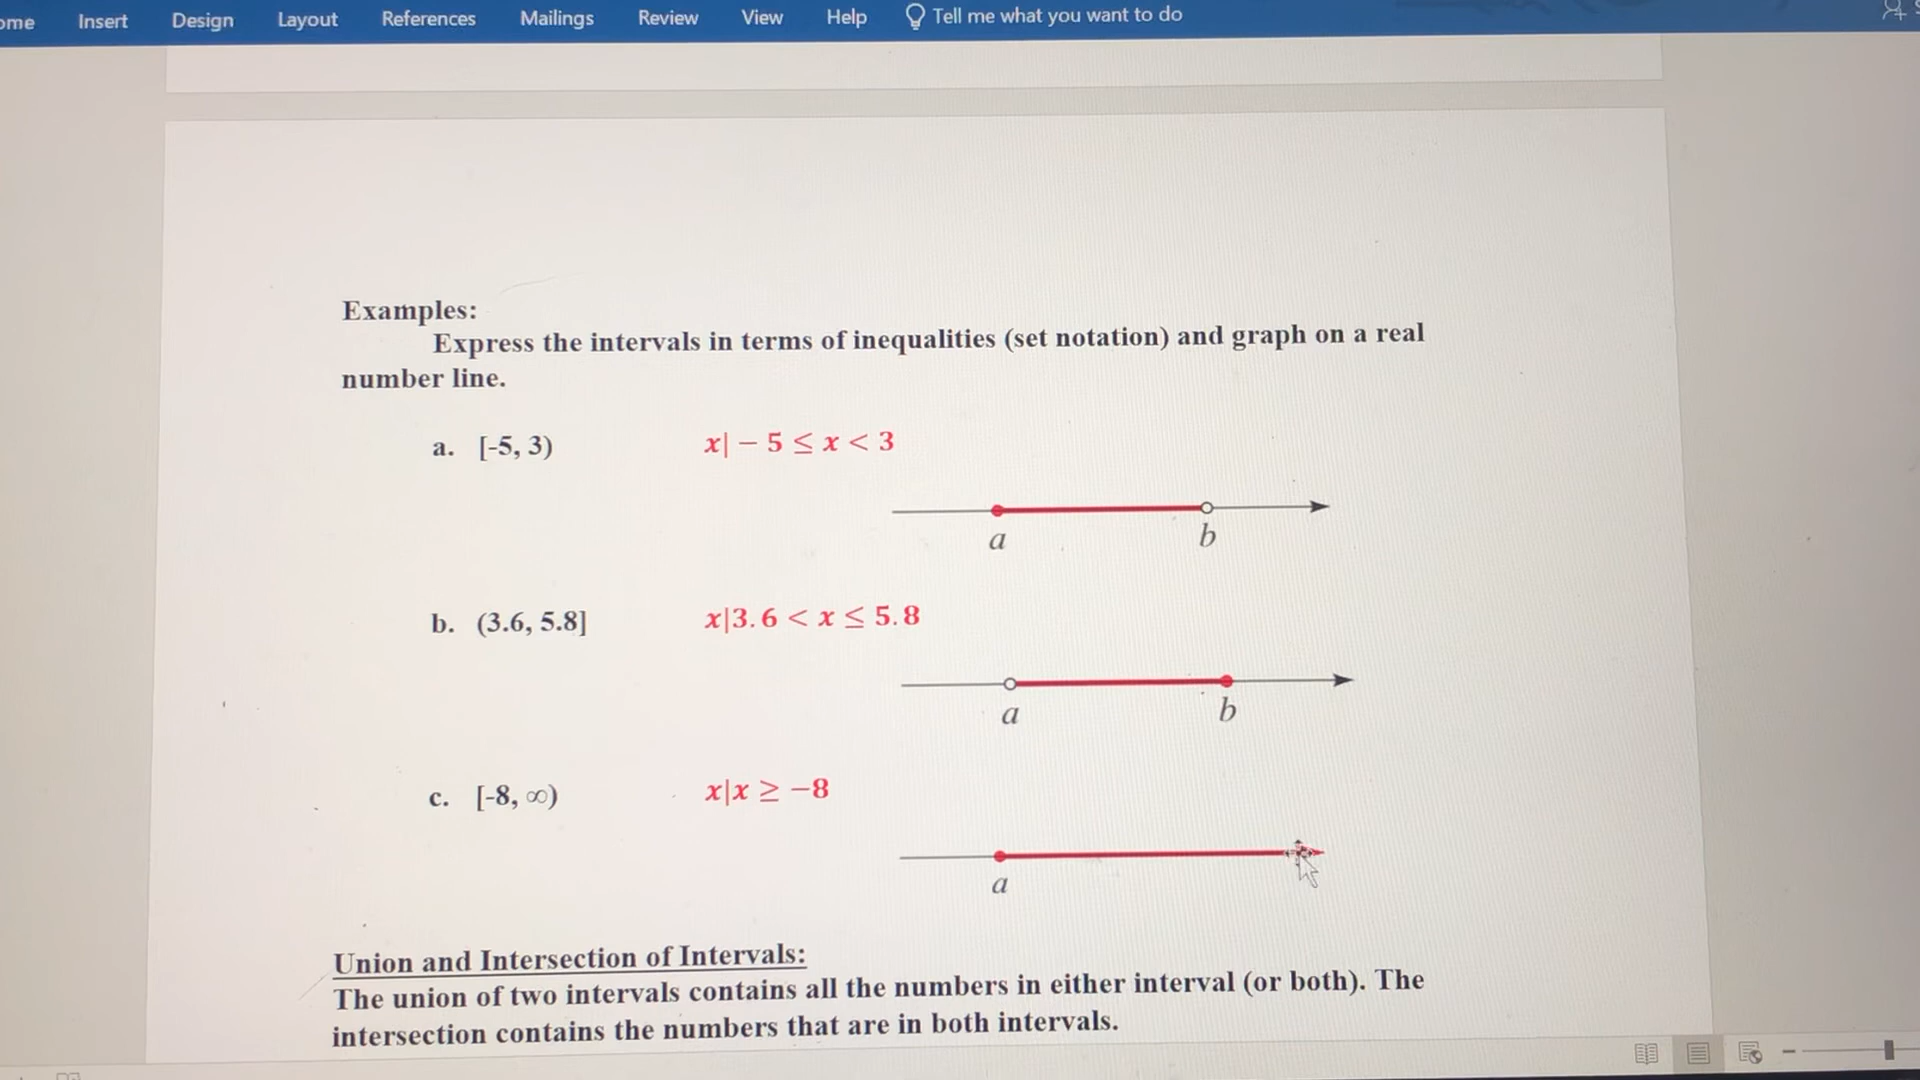 ome Insert Design Layout References Mailings Review View Help Tell me what you want to do
Examples:
Express the intervals in terms of inequalities (set notation) and graph on a real
number line.
a. [-5, 3) x| − 5 ≤ x < 3
a b
b. (3.6, 5.8] x|3.6 < x ≤ 5.8
a b
c. [-8, ∞) x|x ≥ −8
a
Union and Intersection of Intervals:
The union of two intervals contains all the numbers in either interval (or both). The
intersection contains the numbers that are in both intervals.